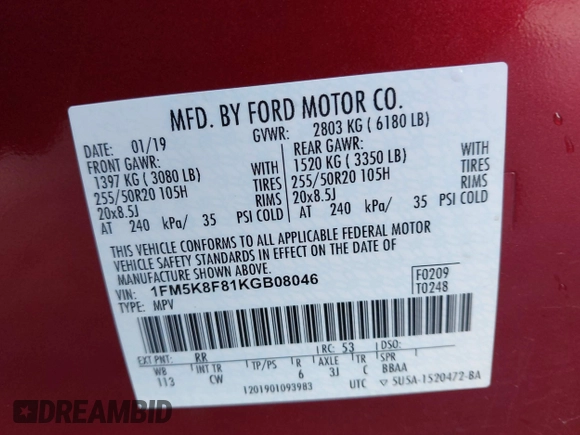 MFD. BY FORD MOTOR CO.
DATE: 01/19 GVWR: 2803 KG ( 6180 LB)
FRONT GAWR: REAR GAWR:
1397 KG ( 3080 LB) WITH 1520 KG ( 3350 LB) WITH
255/50R20 105H TIRES 255/50R20 105H TIRES
20x8.5J RIMS 20x8.5J RIMS
AT 240 kPa/ 35 PSI COLD AT 240 kPa/ 35 PSI COLD
THIS VEHICLE CONFORMS TO ALL APPLICABLE FEDERAL MOTOR
VEHICLE SAFETY STANDARDS IN EFFECT ON THE DATE OF
MANUFACTURE SHOWN ABOVE.
VIN: 1FM5K8F81KGB08046 F0209
TYPE: MPV T0248
EXT PNT: RR RC: 53 DSO:
WB INT TR TP/PS R AXLE TR SPR
113 CW 6 3J C BBAA
1201901093983 UTC 5U5A-1520472-BA
DREAMBID